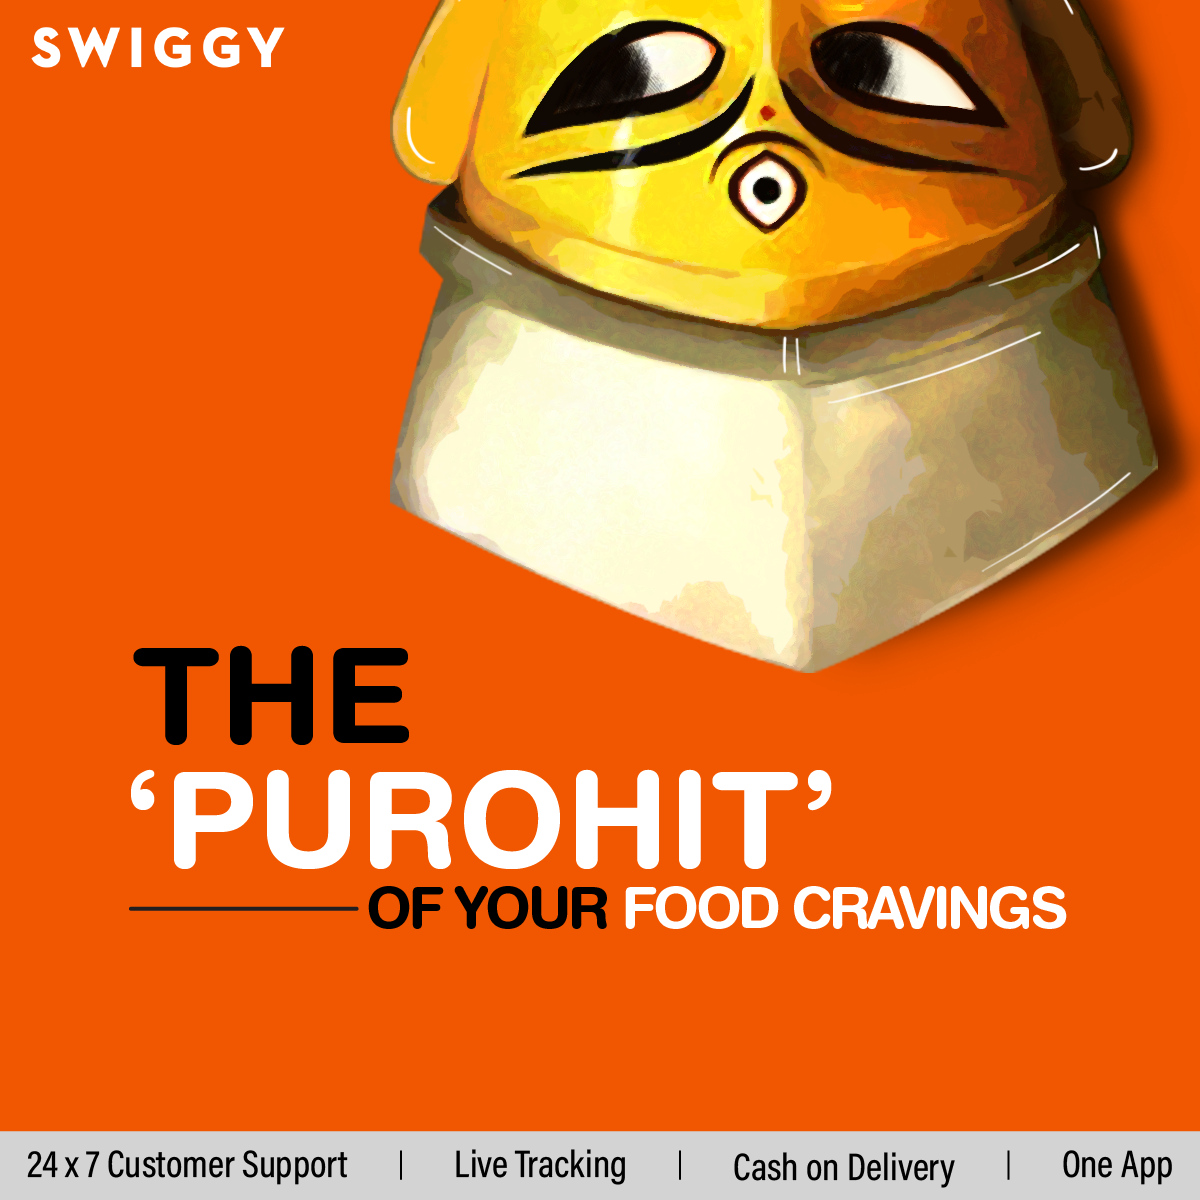 SWIGGY
THE
‘PUROHIT’
OF YOUR FOOD CRAVINGS
24 x 7 Customer Support | Live Tracking | Cash on Delivery | One App